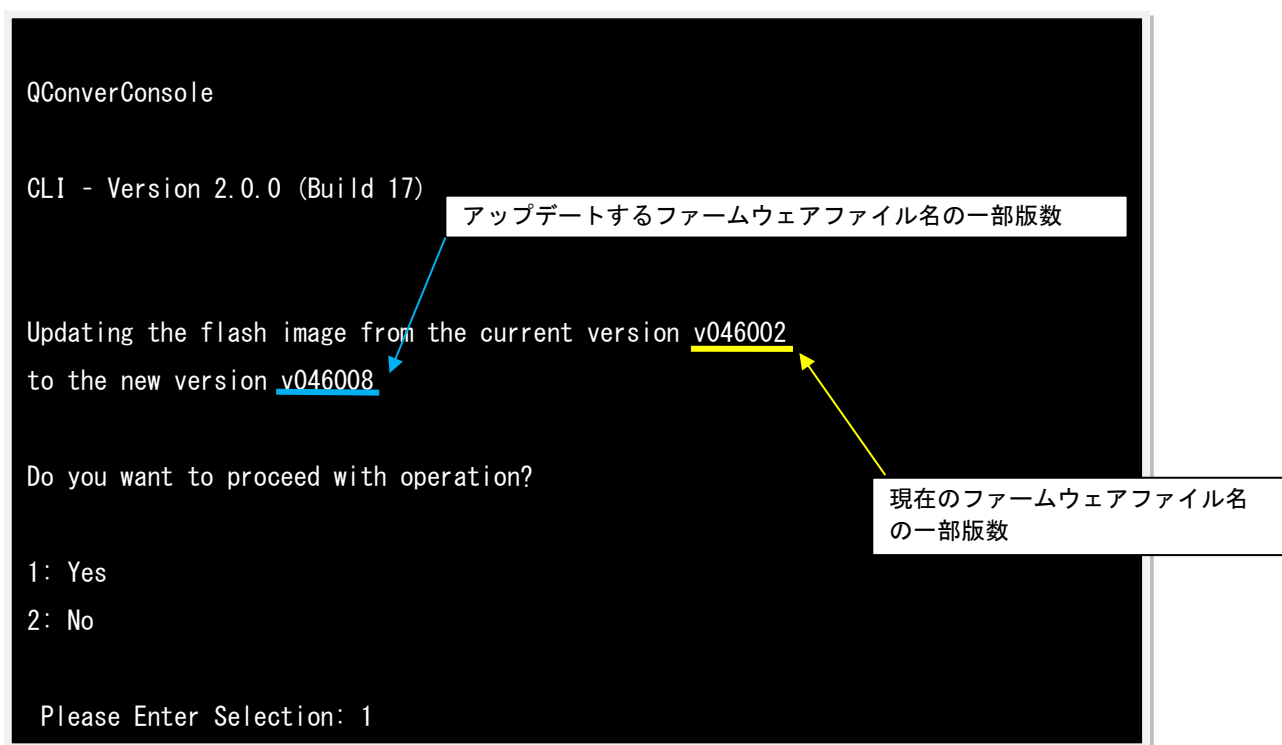 QConverConsole
CLI - Version 2.0.0 (Build 17)
アップデートするファームウェアファイル名の一部版数
Updating the flash image from the current version v046002
to the new version v046008
Do you want to proceed with operation?
現在のファームウェアファイル名
の一部版数
1: Yes
2: No
Please Enter Selection: 1